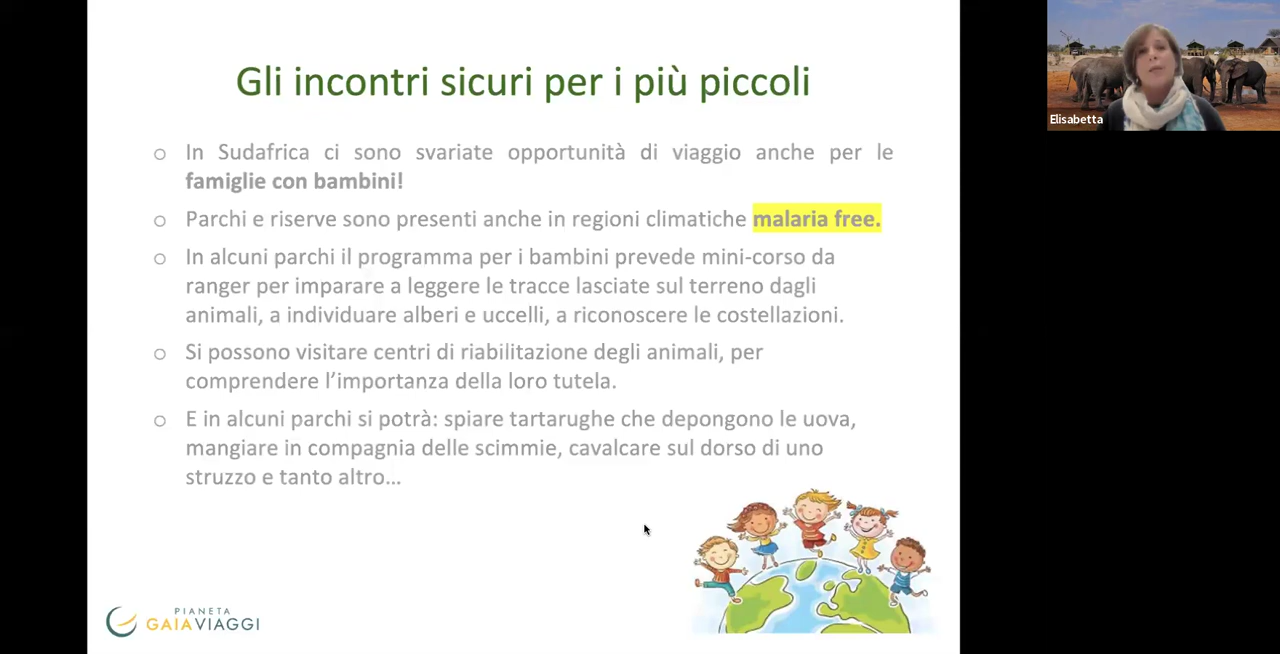 Gli incontri sicuri per i più piccoli
Elisabetta
o In Sudafrica ci sono svariate opportunità di viaggio anche per le
famiglie con bambini!
o Parchi e riserve sono presenti anche in regioni climatiche malaria free.
o In alcuni parchi il programma per i bambini prevede mini-corso da
ranger per imparare a leggere le tracce lasciate sul terreno dagli
animali, a individuare alberi e uccelli, a riconoscere le costellazioni.
o Si possono visitare centri di riabilitazione degli animali, per
comprendere l'importanza della loro tutela.
o E in alcuni parchi si potrà: spiare tartarughe che depongono le uova,
mangiare in compagnia delle scimmie, cavalcare sul dorso di uno
struzzo e tanto altro...
PIANETA
GAIAVIAGGI